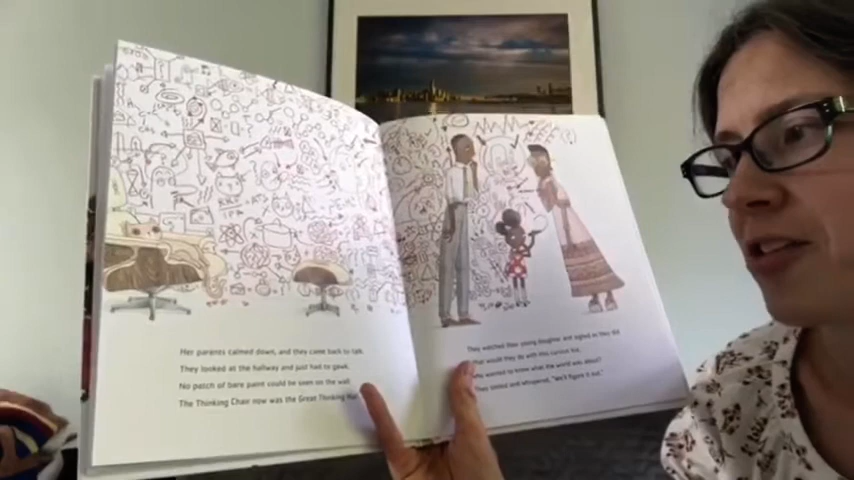 Her parents calmed down, and they came back to talk.
They looked at the hallway and just had to gawk.
No patch of bare paint could be seen on the wall.
The Thinking Chair now was the Great Thinking
They watched their young daughter and sighed as they did
would they do with this curious kid,
who wanted to know what the world was about?
They smiled and whispered, "We'll figure it out."